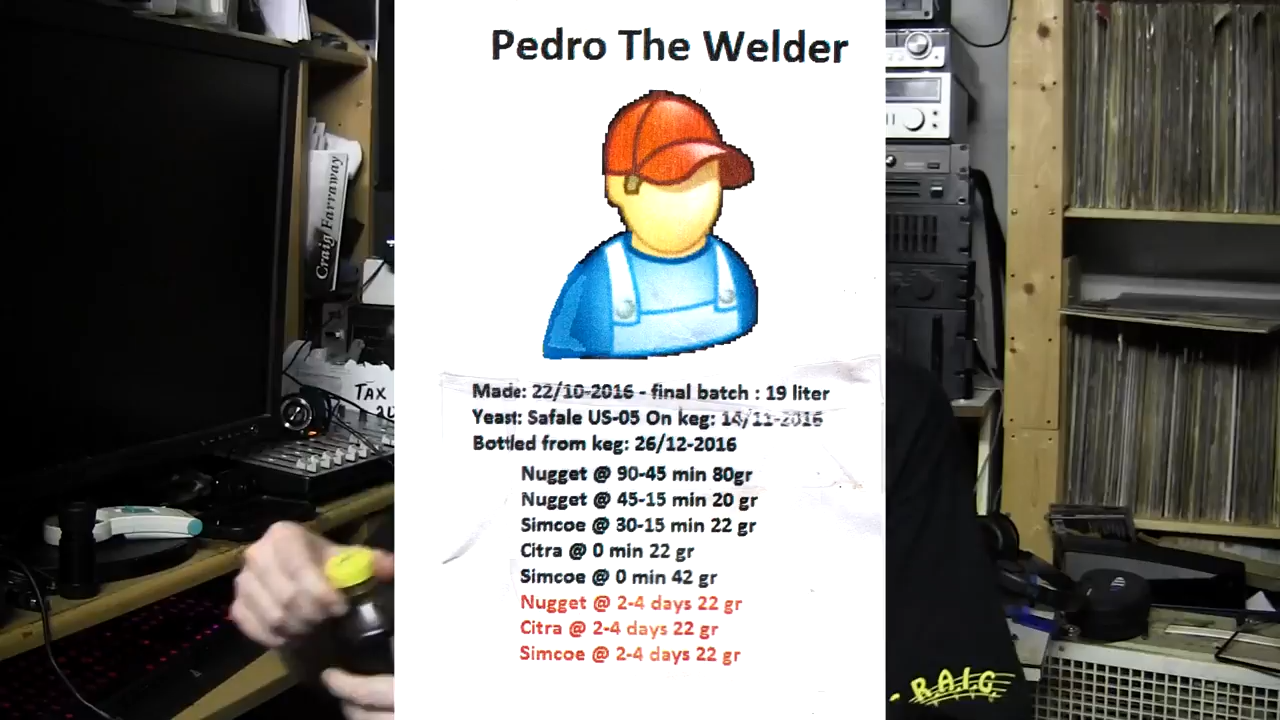 Pedro The Welder
Made: 22/10-2016 - final batch : 19 liter
Yeast: Safale US-05 On keg: 14/11-2016
Bottled from keg: 26/12-2016
Nugget @ 90-45 min 80gr
Nugget @ 45-15 min 20 gr
Simcoe @ 30-15 min 22 gr
Citra @ 0 min 22 gr
Simcoe @ 0 min 42 gr
Nugget @ 2-4 days 22 gr
Citra @ 2-4 days 22 gr
Simcoe @ 2-4 days 22 gr
Craig Farraway
TAX
R.A.I.G